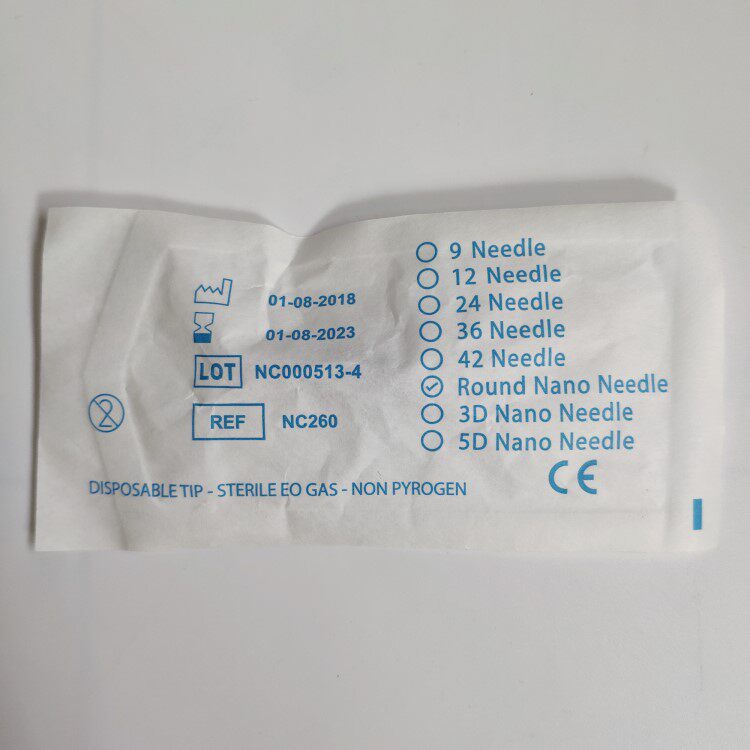 01-08-2018
01-08-2023
LOT NC000513-4
REF NC260
2
DISPOSABLE TIP - STERILE EO GAS - NON PYROGEN
9 Needle
12 Needle
24 Needle
36 Needle
42 Needle
Round Nano Needle
3D Nano Needle
5D Nano Needle
CE